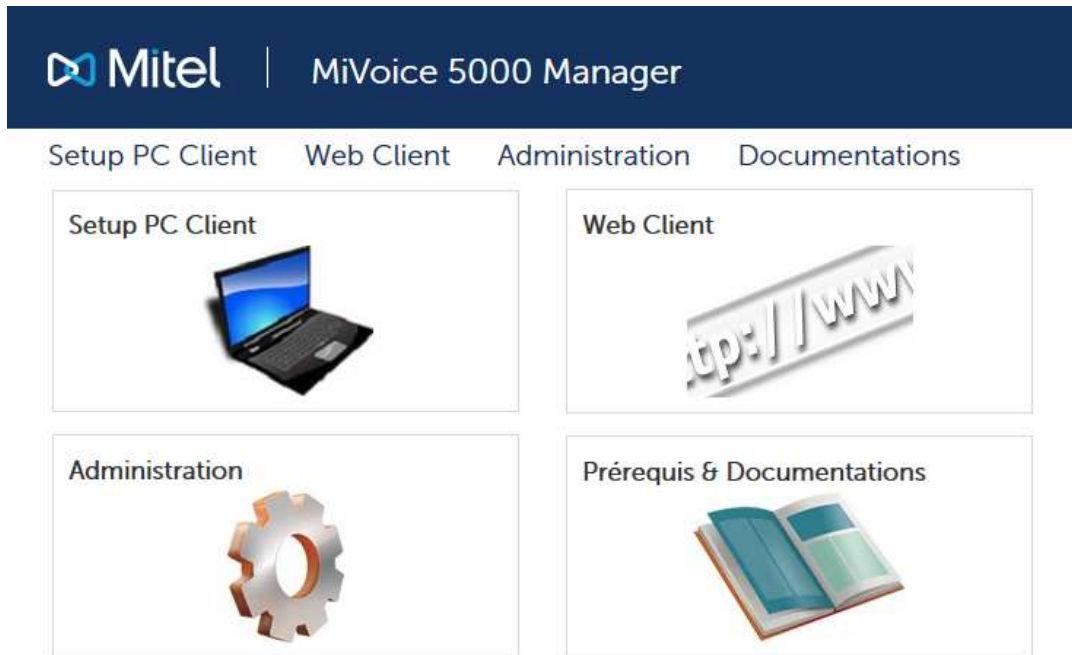 Mitel | MiVoice 5000 Manager
Setup PC Client Web Client Administration Documentations
Setup PC Client
Web Client
ttp://www
Administration
Prérequis & Documentations